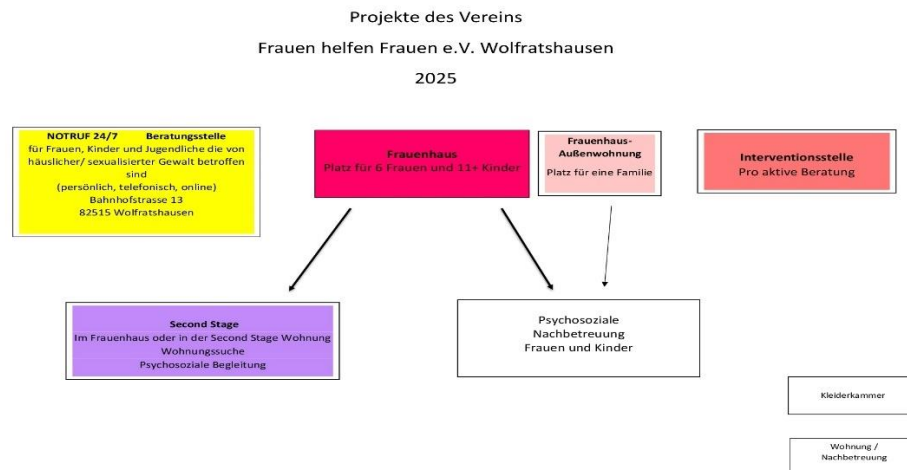 Projekte des Vereins
Frauen helfen Frauen e.V. Wolfratshausen
2025
NOTRUF 24/7 Beratungsstelle
für Frauen, Kinder und Jugendliche die von
häuslicher/ sexualisierter Gewalt betroffen
sind
(persönlich, telefonisch, online)
Bahnhofstrasse 13
82515 Wolfratshausen
Frauenhaus
Platz für 6 Frauen und 11+ Kinder
Frauenhaus-
Außenwohnung
Platz für eine Familie
Interventionsstelle
Pro aktive Beratung
Second Stage
Im Frauenhaus oder in der Second Stage Wohnung
Wohnungssuche
Psychosoziale Begleitung
Psychosoziale
Nachbetreuung
Frauen und Kinder
Kleiderkammer
Wohnung /
Nachbetreuung